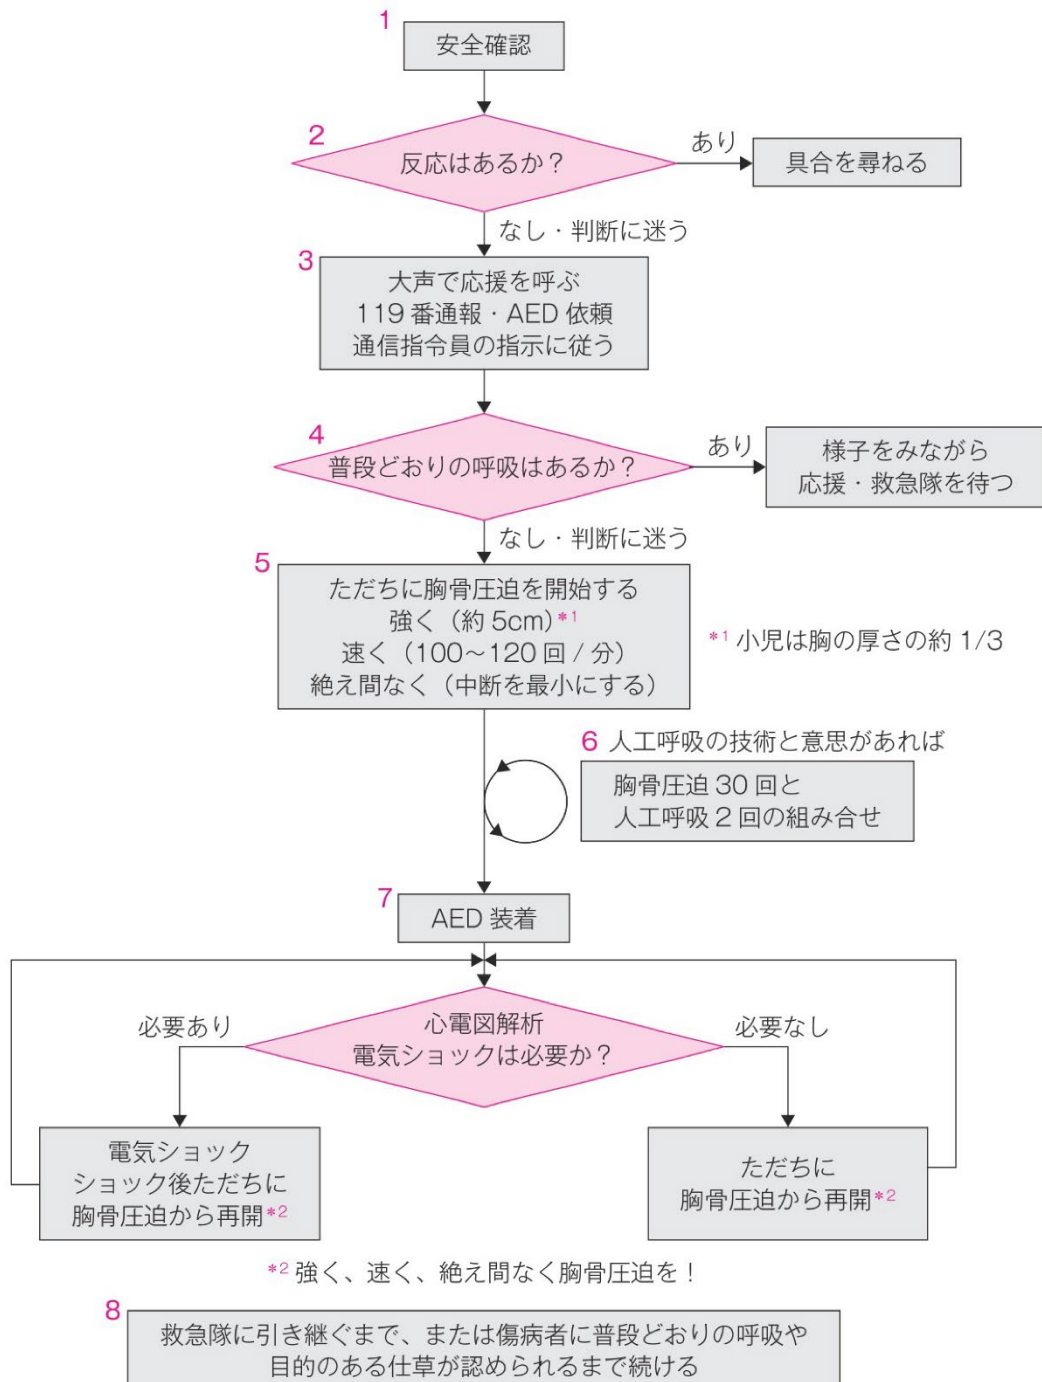 1
安全確認
2
反応はあるか？
あり
具合を尋ねる
なし・判断に迷う
3
大声で応援を呼ぶ
119 番通報・AED 依頼
通信指令員の指示に従う
4
普段どおりの呼吸はあるか？
あり
様子をみながら
応援・救急隊を待つ
なし・判断に迷う
5
ただちに胸骨圧迫を開始する
強く（約 5cm）*1
速く（100～120 回 / 分）
絶え間なく（中断を最小にする）
*1 小児は胸の厚さの約 1/3
6 人工呼吸の技術と意思があれば
胸骨圧迫 30 回と
人工呼吸 2 回の組み合せ
7
AED 装着
心電図解析
電気ショックは必要か？
必要あり
必要なし
電気ショック
ショック後ただちに
胸骨圧迫から再開*2
ただちに
胸骨圧迫から再開*2
*2 強く、速く、絶え間なく胸骨圧迫を！
8
救急隊に引き継ぐまで、または傷病者に普段どおりの呼吸や
目的のある仕草が認められるまで続ける